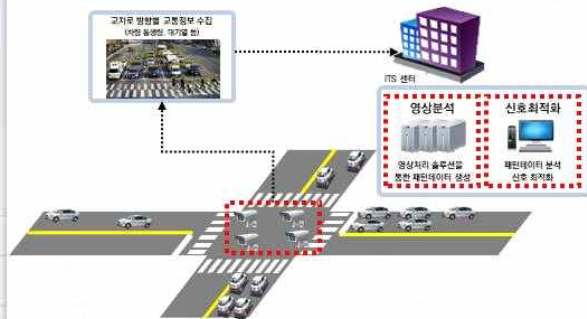 교차로 방향별 교통정보 수집
(차량 통행량, 대기열 등)
ITS 센터
영상분석
영상처리 솔루션을
통한 패턴데이터 생성
신호최적화
패턴데이터 분석
신호 최적화